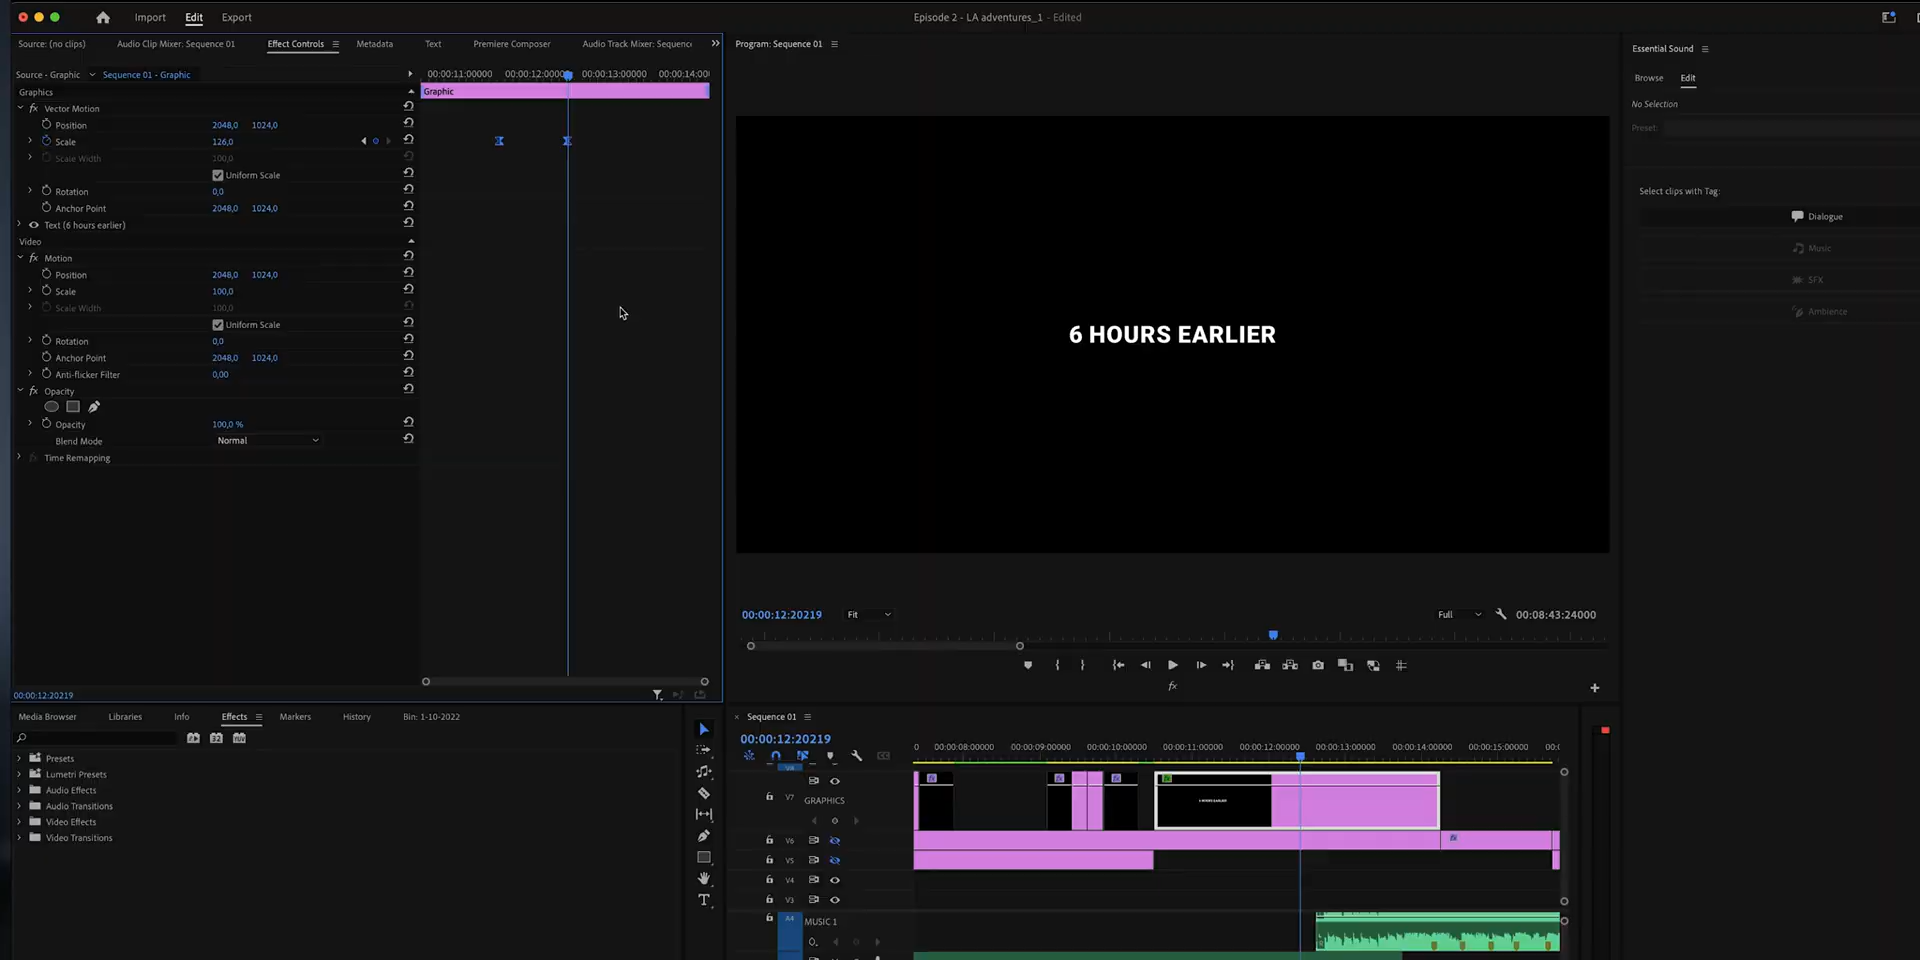 Import Edit Export Episode 2 - LA adventures_1 - Edited
Source: (no clips) Audio Clip Mixer: Sequence 01 Effect Controls Metadata Text Premiere Composer Audio Track Mixer: Sequenc
Program: Sequence 01
Essential Sound
Source - Graphic Sequence 01 - Graphic
00:00:11:00000 00:00:12:0000 00:00:13:00000 00:00:14:000
Browse Edit
Graphics
Graphic
Vector Motion
No Selection
Position 2048,0 1024,0
Preset:
Scale 126,0
Scale Width 100,0
Uniform Scale
Rotation 0,0
Select clips with Tag:
Anchor Point 2048,0 1024,0
Dialogue
Text (6 hours earlier)
Video
Music
Motion
Position 2048,0 1024,0
SFX
Scale 100,0
Scale Width 100,0
Ambience
Uniform Scale
6 HOURS EARLIER
Rotation 0,0
Anchor Point 2048,0 1024,0
Anti-flicker Filter 0,00
Opacity
Opacity 100,0 %
Blend Mode Normal
Time Remapping
00:00:12:20219 Fit Full 00:08:43:24000
fx
00:00:12:20219
Media Browser Libraries Info Effects Markers History Bin: 1-10-2022
Sequence 01
00:00:12:20219
0 00:00:08:00000 00:00:09:00000 00:00:10:00000 00:00:11:00000 00:00:12:00000 00:00:13:00000 00:00:14:00000 00:00:15:00000 00:0
Presets
Lumetri Presets
Audio Effects
Audio Transitions
Video Effects
Video Transitions
V7 GRAPHICS
6 HOURS EARLIER
V6
V5
V4
V3
A4 MUSIC 1